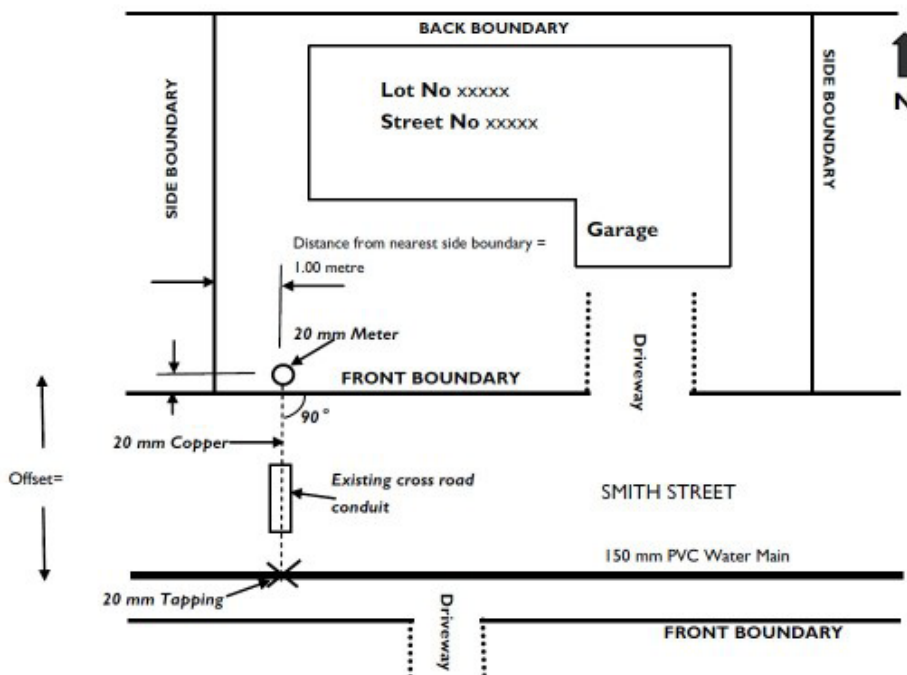 BACK BOUNDARY
SIDE BOUNDARY
SIDE BOUNDARY
N
Lot No xxxxx
Street No xxxxx
Garage
Distance from nearest side boundary =
1.00 metre
20 mm Meter
FRONT BOUNDARY
Driveway
90°
20 mm Copper
Offset=
Existing cross road
conduit
SMITH STREET
150 mm PVC Water Main
20 mm Tapping
Driveway
FRONT BOUNDARY